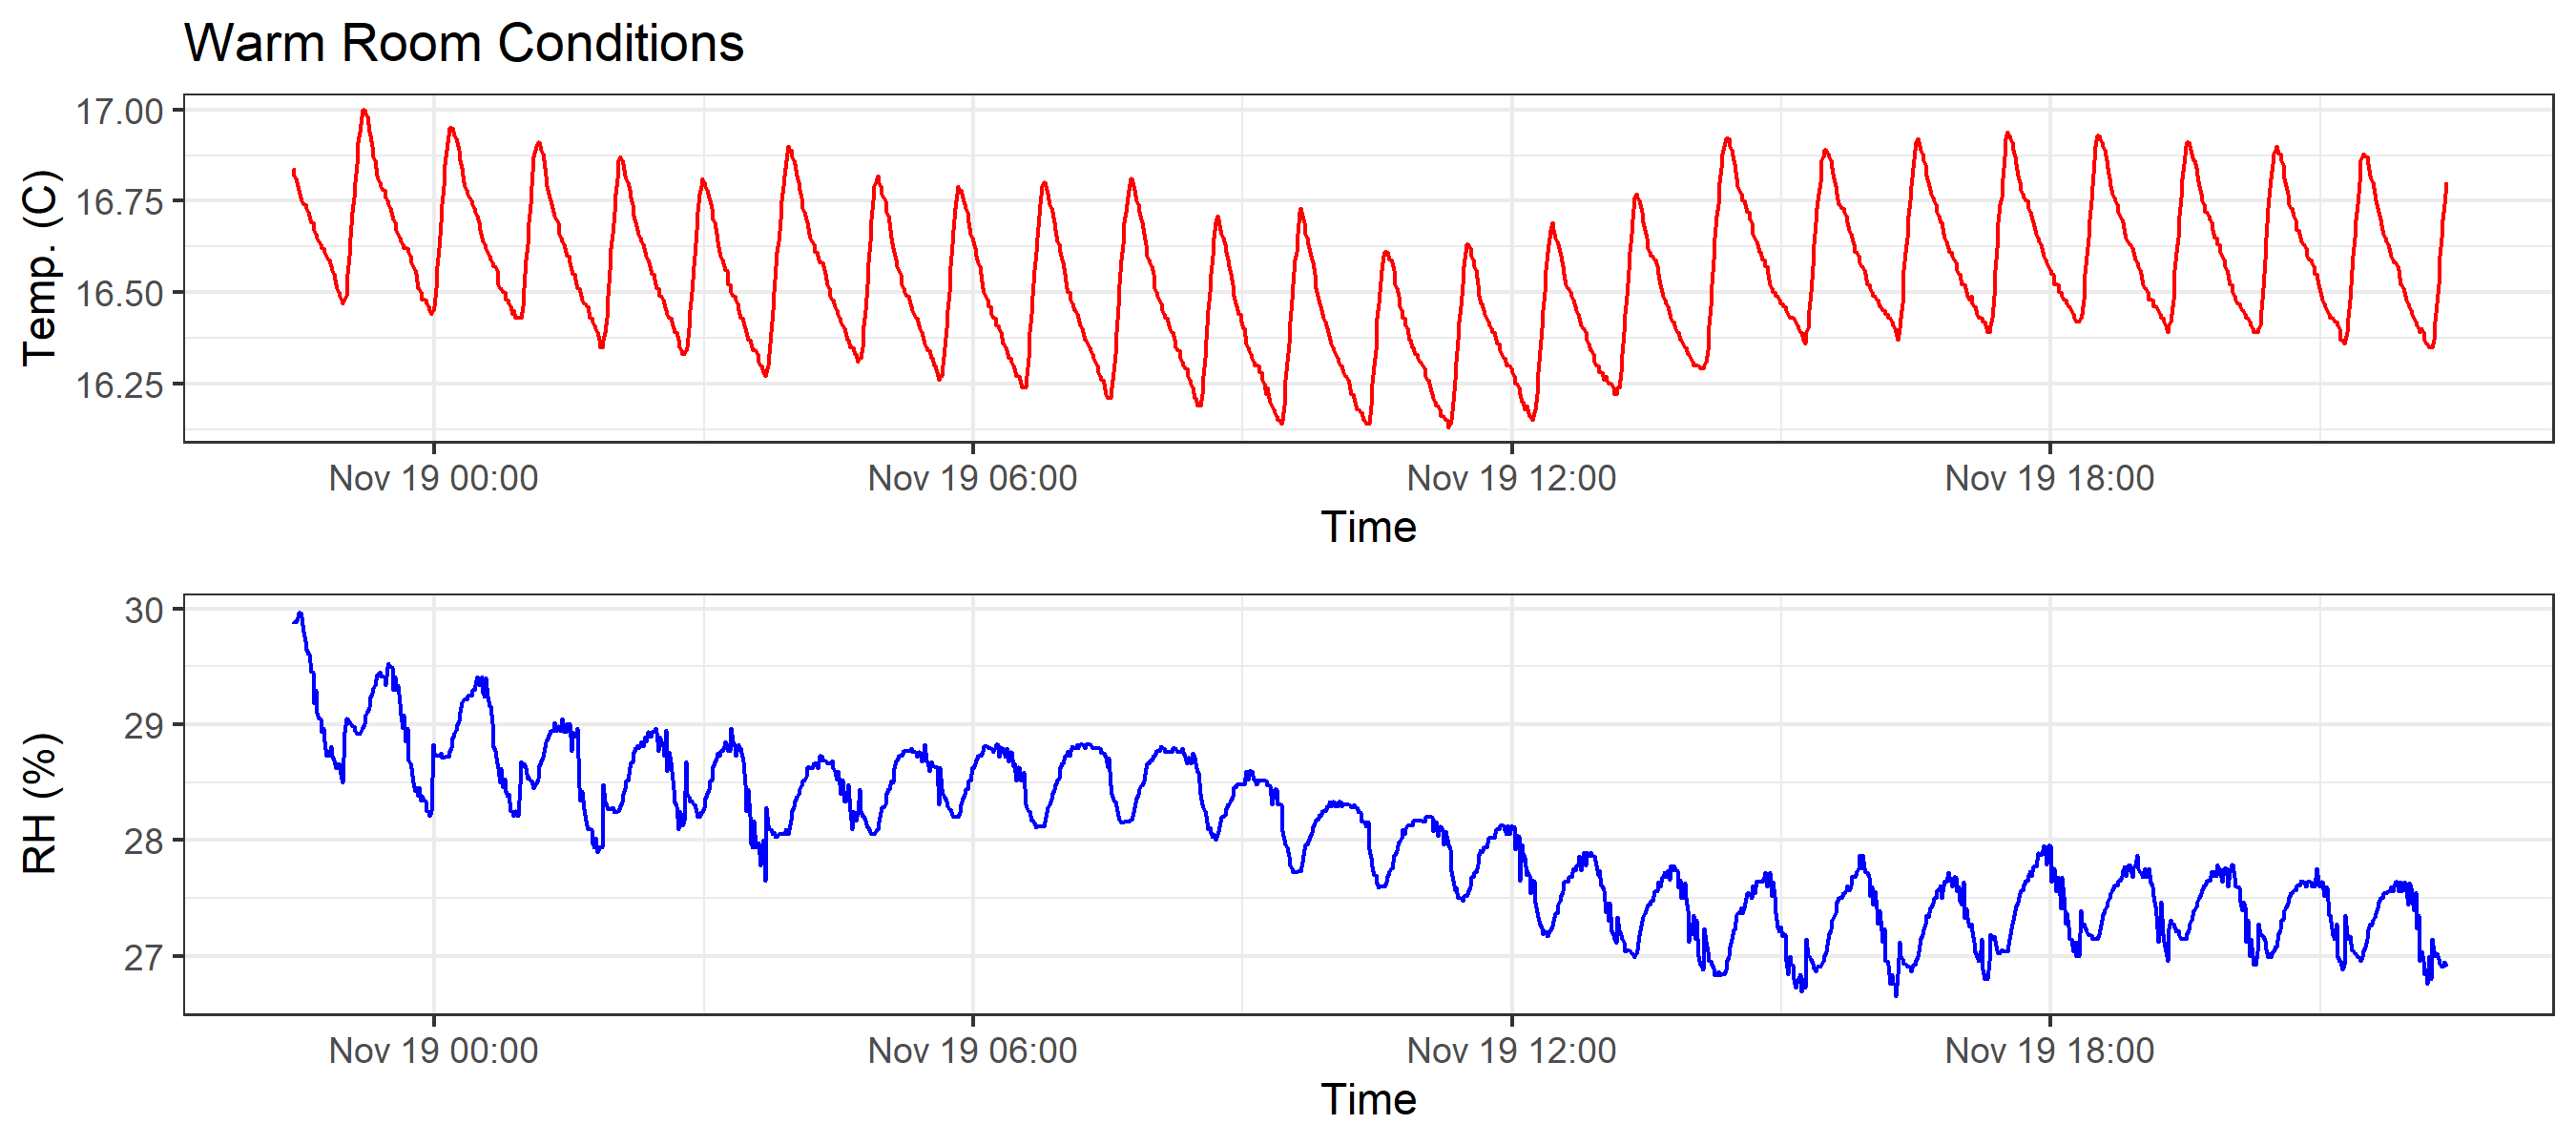 Warm Room Conditions
Temp. (C)
17.00
16.75
16.50
16.25
Nov 19 00:00 Nov 19 06:00 Nov 19 12:00 Nov 19 18:00
Time
RH (%)
30
29
28
27
Nov 19 00:00 Nov 19 06:00 Nov 19 12:00 Nov 19 18:00
Time